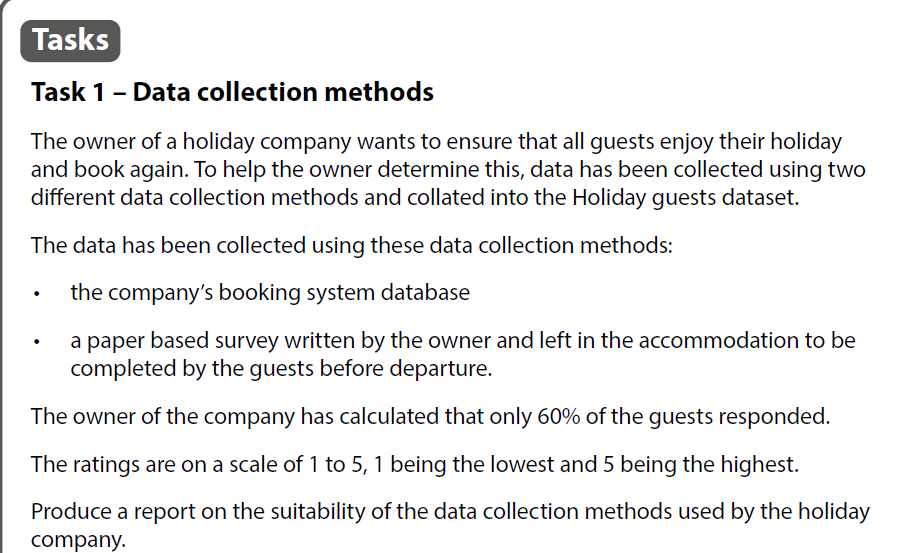 Tasks
Task 1 – Data collection methods
The owner of a holiday company wants to ensure that all guests enjoy their holiday
and book again. To help the owner determine this, data has been collected using two
different data collection methods and collated into the Holiday guests dataset.
The data has been collected using these data collection methods:
• the company’s booking system database
• a paper based survey written by the owner and left in the accommodation to be
completed by the guests before departure.
The owner of the company has calculated that only 60% of the guests responded.
The ratings are on a scale of 1 to 5, 1 being the lowest and 5 being the highest.
Produce a report on the suitability of the data collection methods used by the holiday
company.